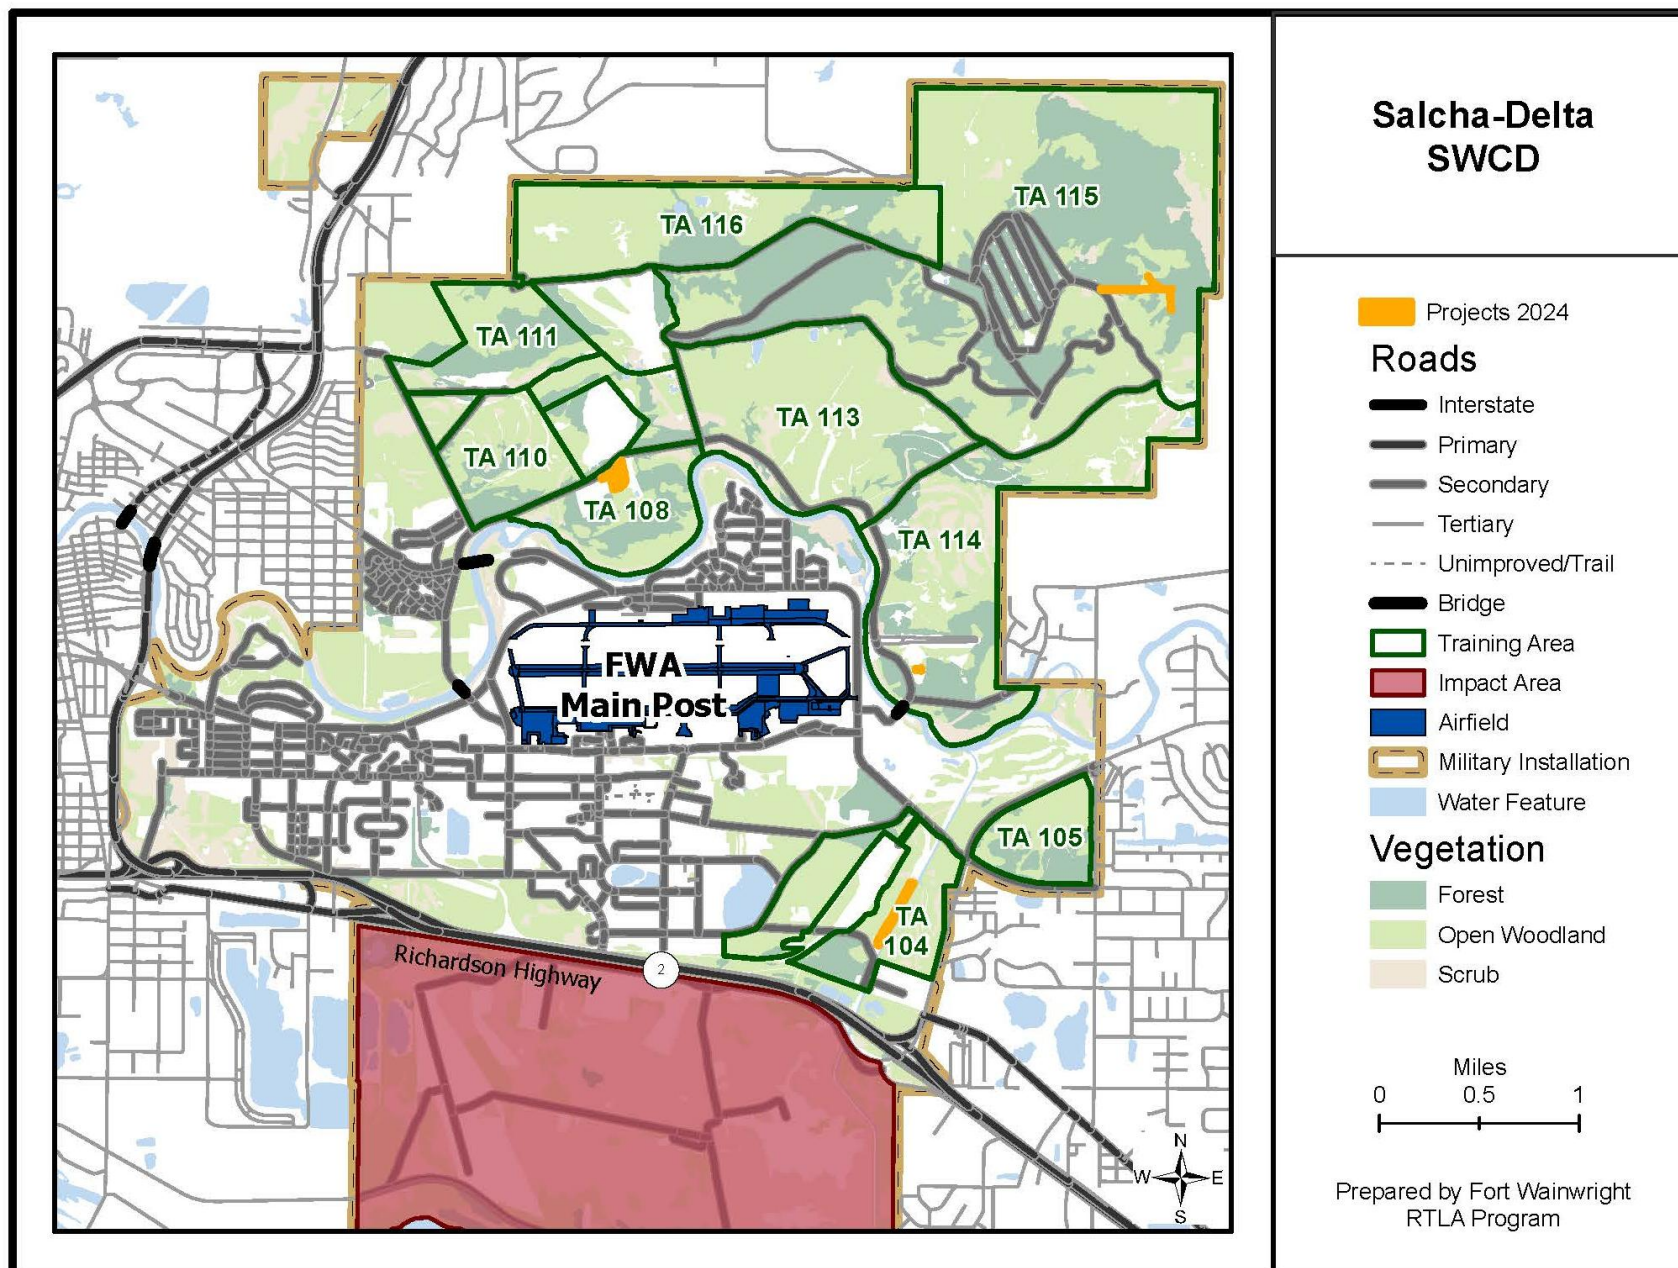 Salcha-Delta
SWCD
TA 115
TA 116
TA 111
TA 113
TA 110
TA 108
TA 114
FWA
Main Post
TA 105
TA
104
Richardson Highway
2
Projects 2024
Roads
Interstate
Primary
Secondary
Tertiary
Unimproved/Trail
Bridge
Training Area
Impact Area
Airfield
Military Installation
Water Feature
Vegetation
Forest
Open Woodland
Scrub
Miles
0 0.5 1
N
W E
S
Prepared by Fort Wainwright
RTLA Program